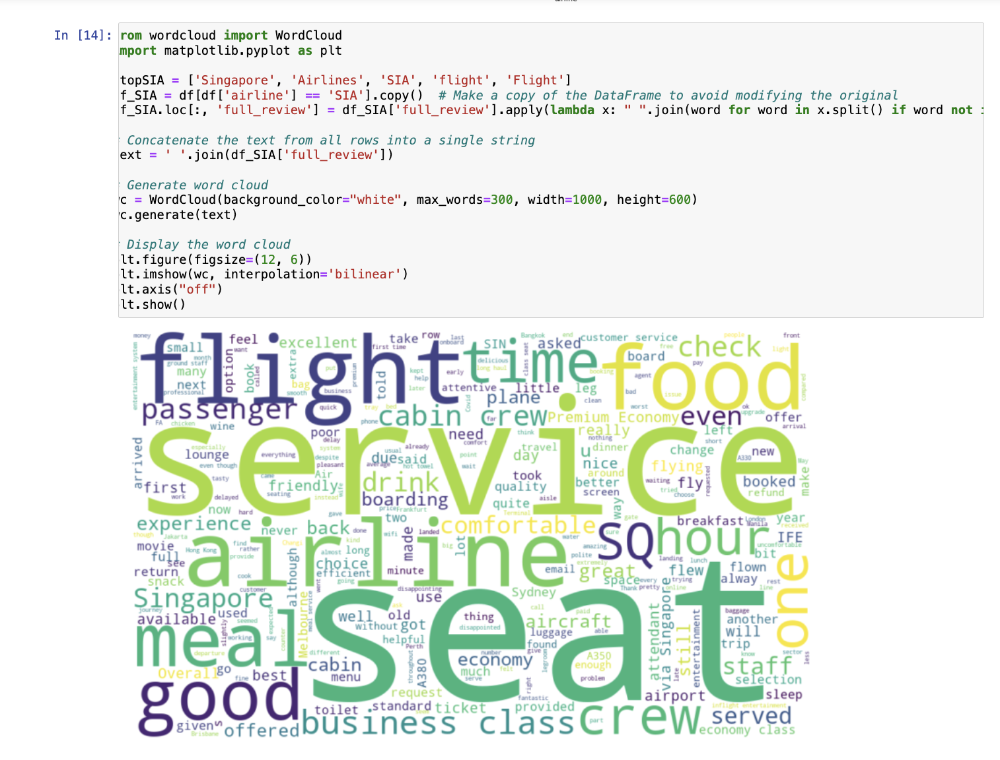 airline
In [14]:
rom wordcloud import WordCloud
mport matplotlib.pyplot as plt
topSIA = ['Singapore', 'Airlines', 'SIA', 'flight', 'Flight']
f_SIA = df[df['airline'] == 'SIA'].copy()  # Make a copy of the DataFrame to avoid modifying the original
f_SIA.loc[:, 'full_review'] = df_SIA['full_review'].apply(lambda x: " ".join(word for word in x.split() if word not i
Concatenate the text from all rows into a single string
ext = ' '.join(df_SIA['full_review'])
Generate word cloud
c = WordCloud(background_color="white", max_words=300, width=1000, height=600)
c.generate(text)
Display the word cloud
lt.figure(figsize=(12, 6))
lt.imshow(wc, interpolation='bilinear')
lt.axis("off")
lt.show()
money
small
feel
want
excellent
first time
take
row
last
onboard
SIN
Bangkok
end
asked
customer service
free
people
check
front
light
flight
time
food
entertainment system
month
ground staff
many
next
professional
option
book
called
extra
bag
smooth
put
business
premium
told
kept
help
later
early
attentive
delicious
long haul
class seat
little
plane
booking
leg
clean
board
agent
bad
worst
pay
issue
compared
passenger
quick
tray
bed
phone
cabin crew
Covid
far
Premium Economy
even
ok
upgrade
offer
arrival
FA
chicken
wine
poor
delay
need
comfort
think
really
nothing
left
short
service
arrived
especially
lounge
even though
everything
system
despite
pleasant
usual
due
said
average
hot towel
already
point
wait
travel
day
u
dinner
nice
around
change
flying
A330
new
May
make
first
work
tasty
delayed
came
friendly
Air
seating
instead
wife
drink
boarding
took
quality
quite
aisle
better
screen
way
waiting
fly
tried
choose
requested
booked
refund
now
hard
gave
price
Frankfurt
two
Terminal
gate
experience
never
back
done
wifi
made
landed
comfortable
SQ
sure
hour
breakfast
London
Manila
year
received
IFE
uncomfortable
bit
though
Jakarta
movie
full
see
Hong Kong
find
rather
provide
Changi
airline
kind
almost
long
choice
efficient
going
big
lot
water
amazing
polite
extremely
landing
lunch
flew
flown
return
snack
cook
customer
although
went
minute
disappointing
email
great
space
every
trying
Thank
pretty
online
alway
rest
line
one
Singapore
journey
available
used
seemed
slightly
working
expected
say
counter
Melbourne
meal service
seat
use
ask
Sydney
call
paid
well
old
without
got
thing
disappointed
aircraft
luggage
able
found
attendant
via Singapore
still
entertainment
baggage
another
will
trip
know
sector
less
meal
departure
different
helpful
Perth
throughout
A380
number
give
economy
much
felt
serve
legroom
A350
enough
problem
late
staff
selection
Overall
go
fine
best
cabin
menu
request
right
fantastic
airport
sleep
good
toilet
standard
seem
ticket
provided
inflight entertainment
served
given
s
Brisbane
offered
business class
crew
part
economy class